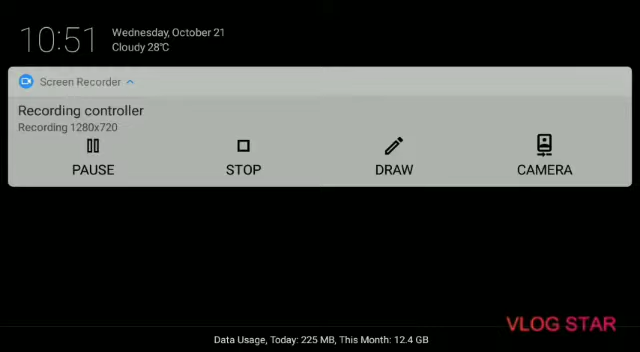 10:51
Wednesday, October 21
Cloudy 28℃
Screen Recorder
Recording controller
Recording 1280x720
PAUSE STOP DRAW CAMERA
VLOG STAR
Data Usage, Today: 225 MB, This Month: 12.4 GB